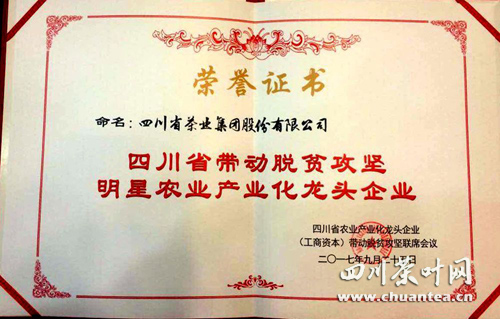 荣誉证书
命名：四川省茶业集团股份有限公司
四川省带动脱贫攻坚
明星农业产业化龙头企业
四川省农业产业化龙头企业
（工商资本）带动脱贫攻坚联席会议
二〇一七年九月二十五日
四川茶叶网
www.chuantea.cn